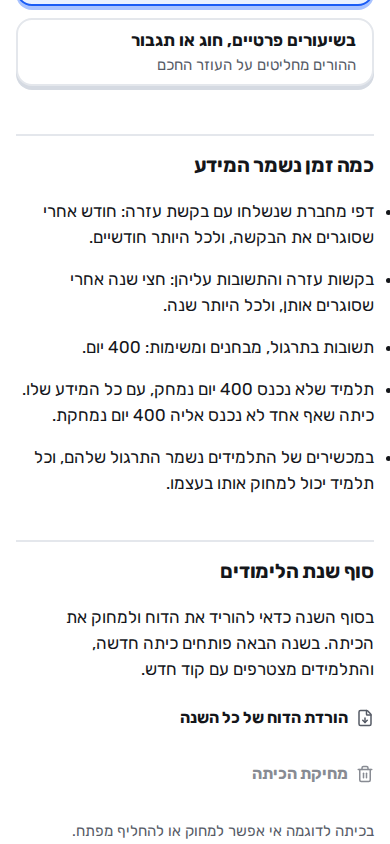 בשיעורים פרטיים, חוג או תגבור
ההורים מחליטים על העוזר החכם
כמה זמן נשמר המידע
• דפי מחברת שנשלחו עם בקשת עזרה: חודש אחרי
שסוגרים את הבקשה, ולכל היותר חודשיים.
• בקשות עזרה והתשובות עליהן: חצי שנה אחרי
שסוגרים אותן, ולכל היותר שנה.
• תשובות בתרגול, מבחנים ומשימות: 400 יום.
• תלמיד שלא נכנס 400 יום נמחק, עם כל המידע שלו.
כיתה שאף אחד לא נכנס אליה 400 יום נמחקת.
• במכשירים של התלמידים נשמר התרגול שלהם, וכל
תלמיד יכול למחוק אותו בעצמו.
סוף שנת הלימודים
בסוף השנה כדאי להוריד את הדוח ולמחוק את
הכיתה. בשנה הבאה פותחים כיתה חדשה,
והתלמידים מצטרפים עם קוד חדש.
הורדת הדוח של כל השנה
מחיקת הכיתה
בכיתה לדוגמה אי אפשר למחוק או להחליף מפתח.